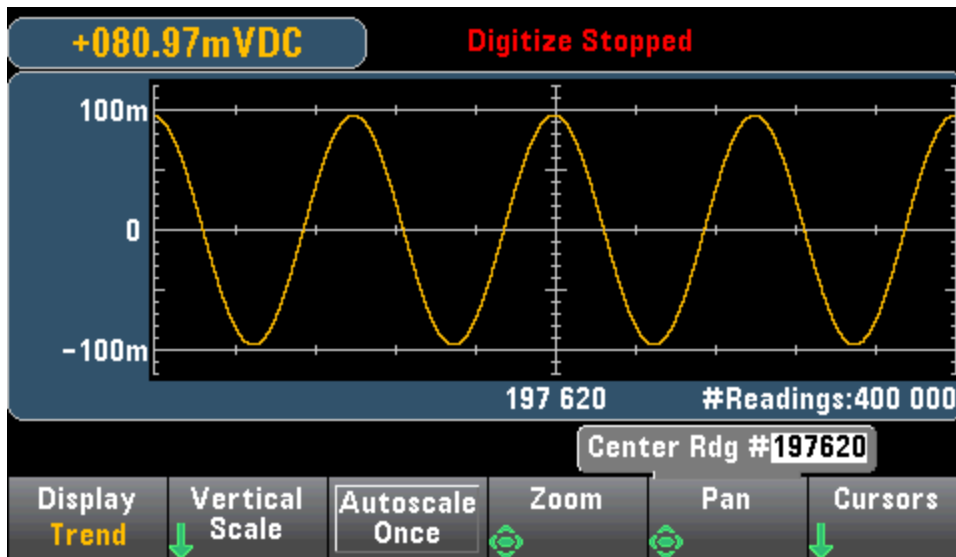 +080.97mVDC Digitize Stopped
100m
0
-100m
197 620 #Readings:400 000
Center Rdg #197620
Display Vertical Autoscale Zoom Pan Cursors
Trend Scale Once